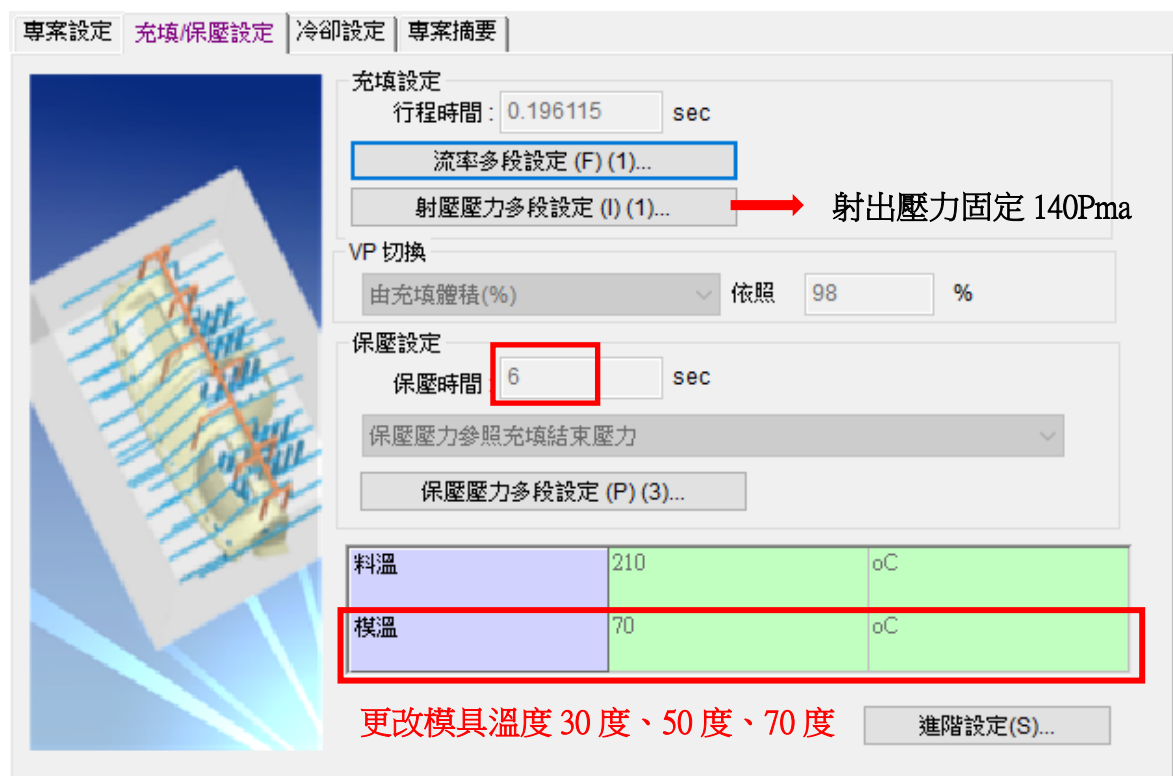 專案設定 充填/保壓設定 冷卻設定 專案摘要
充填設定
行程時間 : 0.196115 sec
流率多段設定 (F) (1)...
射壓壓力多段設定 (I) (1)... 射出壓力固定 140Pma
VP 切換
由充填體積(%) 依照 98 %
保壓設定
保壓時間 : 6 sec
保壓壓力參照充填結束壓力
保壓壓力多段設定 (P) (3)...
料溫 210 oC
模溫 70 oC
更改模具溫度 30 度、50 度、70 度 進階設定(S)...